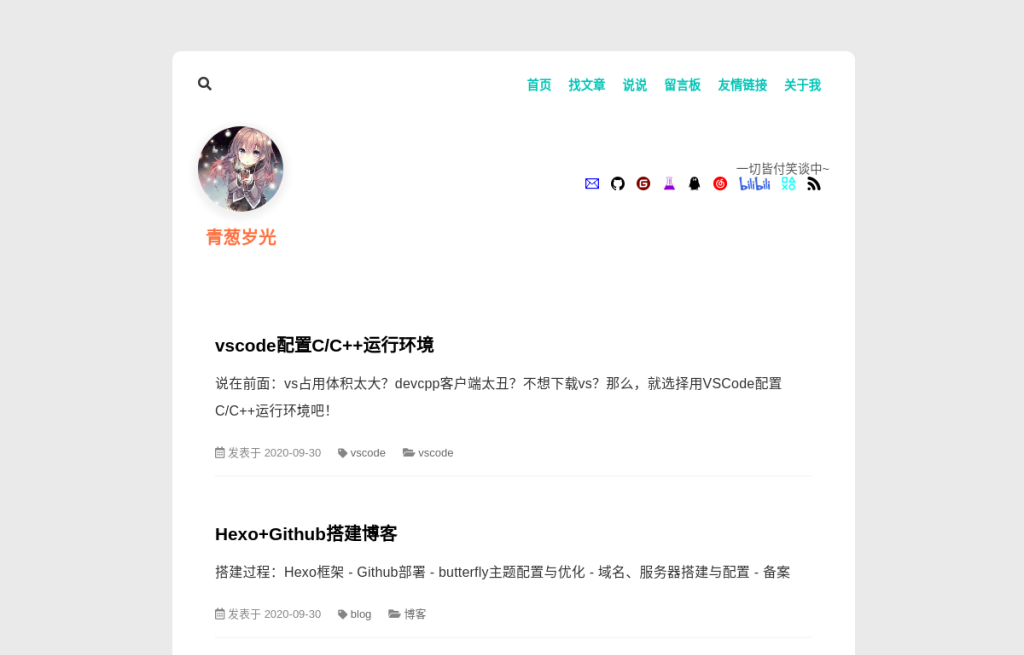 首页 找文章 说说 留言板 友情链接 关于我
一切皆付笑谈中~
bilibili
青葱岁光
vscode配置C/C++运行环境
说在前面：vs占用体积太大？devcpp客户端太丑？不想下载vs？那么，就选择用VSCode配置
C/C++运行环境吧！
发表于 2020-09-30 vscode vscode
Hexo+Github搭建博客
搭建过程：Hexo框架 - Github部署 - butterfly主题配置与优化 - 域名、服务器搭建与配置 - 备案
发表于 2020-09-30 blog 博客